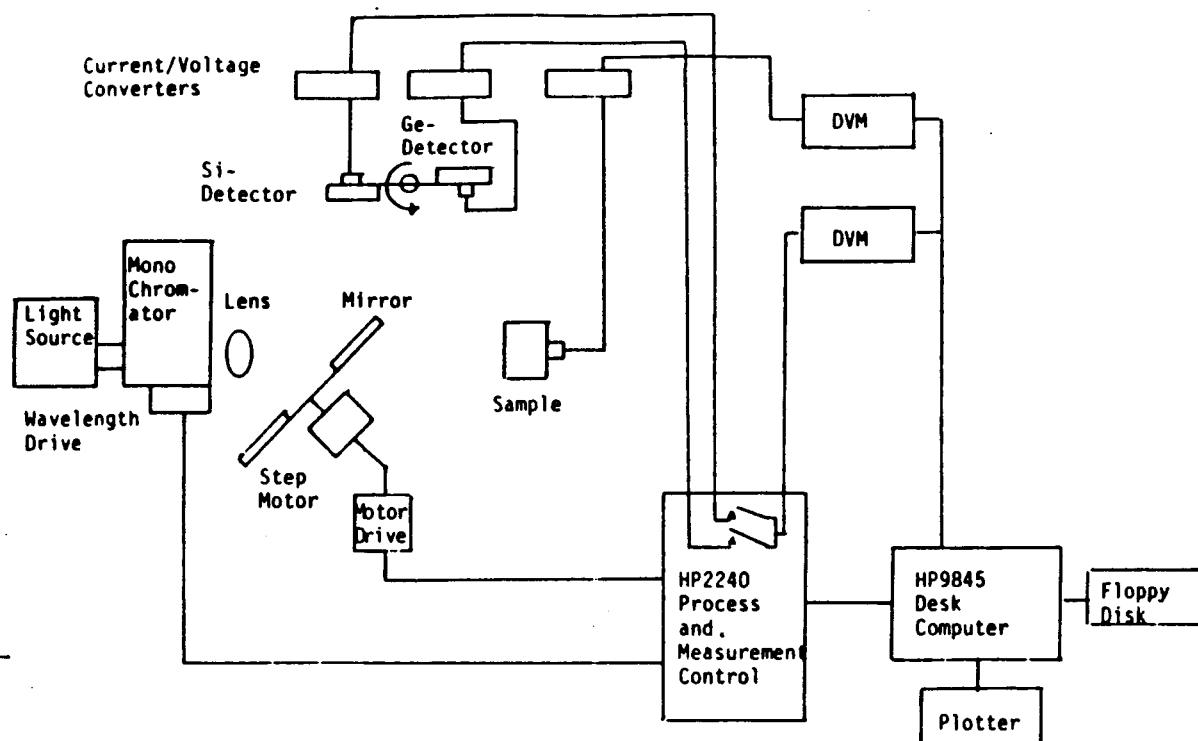 Current/Voltage
Converters
Ge-
Detector
Si-
Detector
DVM
DVM
Mono
Chrom-
ator
Light
Source
Lens
Mirror
Sample
Wavelength
Drive
Step
Motor
Motor
Drive
HP2240
Process
and.
Measurement
Control
HP9845
Desk
Computer
Floppy
Disk
Plotter